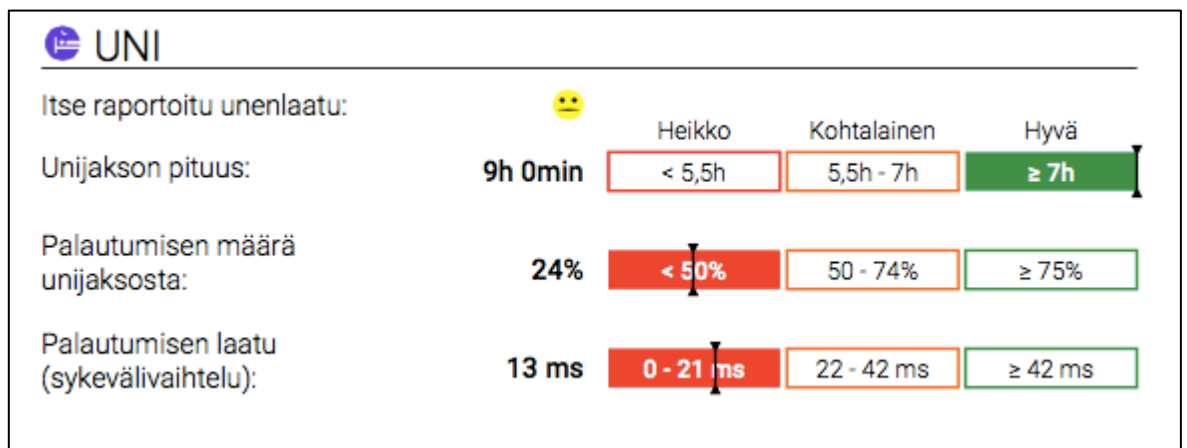 UNI
Itse raportoitu unenlaatu:
Heikko Kohtalainen Hyvä
Unijakson pituus: 9h 0min < 5,5h 5,5h - 7h ≥ 7h
Palautumisen määrä
unijaksosta: 24% < 50% 50 - 74% ≥ 75%
Palautumisen laatu
(sykevälivaihtelu): 13 ms 0 - 21 ms 22 - 42 ms ≥ 42 ms